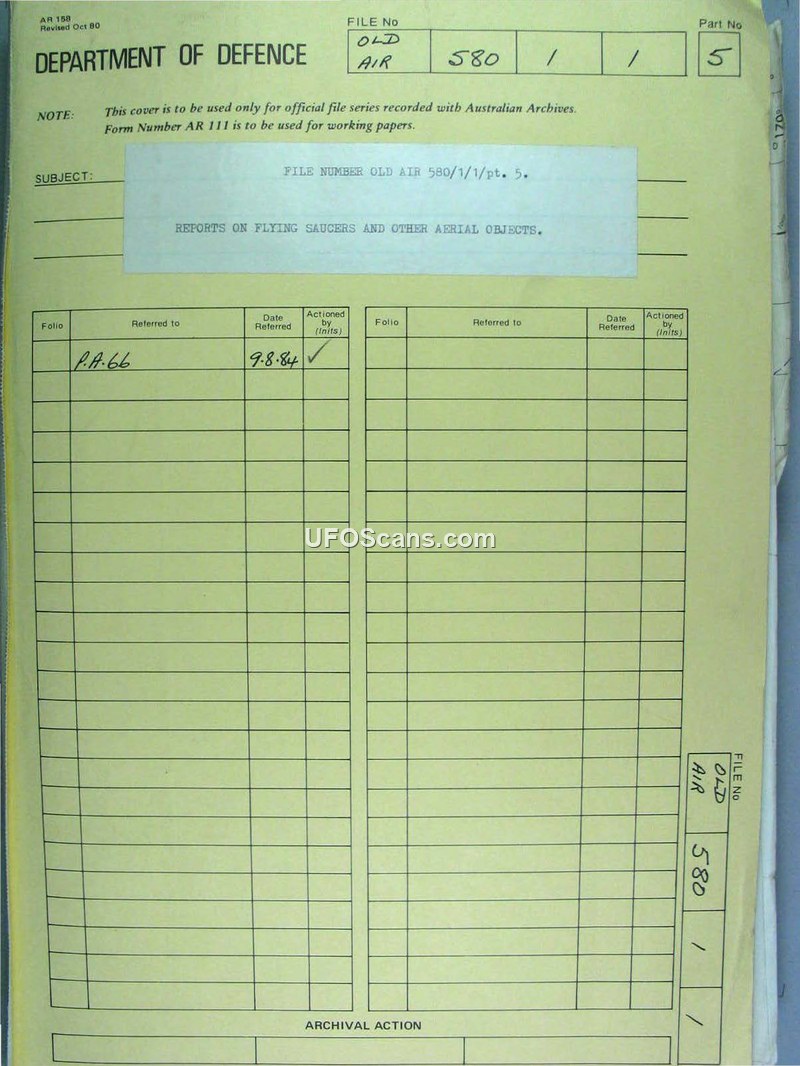 AR 158
Revised Oct 80
DEPARTMENT OF DEFENCE
FILE No
OLD AIR 580 / /
Part No
5
NOTE: This cover is to be used only for official file series recorded with Australian Archives.
Form Number AR 111 is to be used for working papers.
SUBJECT:
FILE NUMBER OLD AIR 580/1/1/pt. 5.
REPORTS ON FLYING SAUCERS AND OTHER AERIAL OBJECTS.
Folio Referred to Date Referred Actioned by (Inits)
P.A.66 9.8.84 ✓
Folio Referred to Date Referred Actioned by (Inits)
UFOScans.com
FILE No
OLD AIR 580 / /
ARCHIVAL ACTION